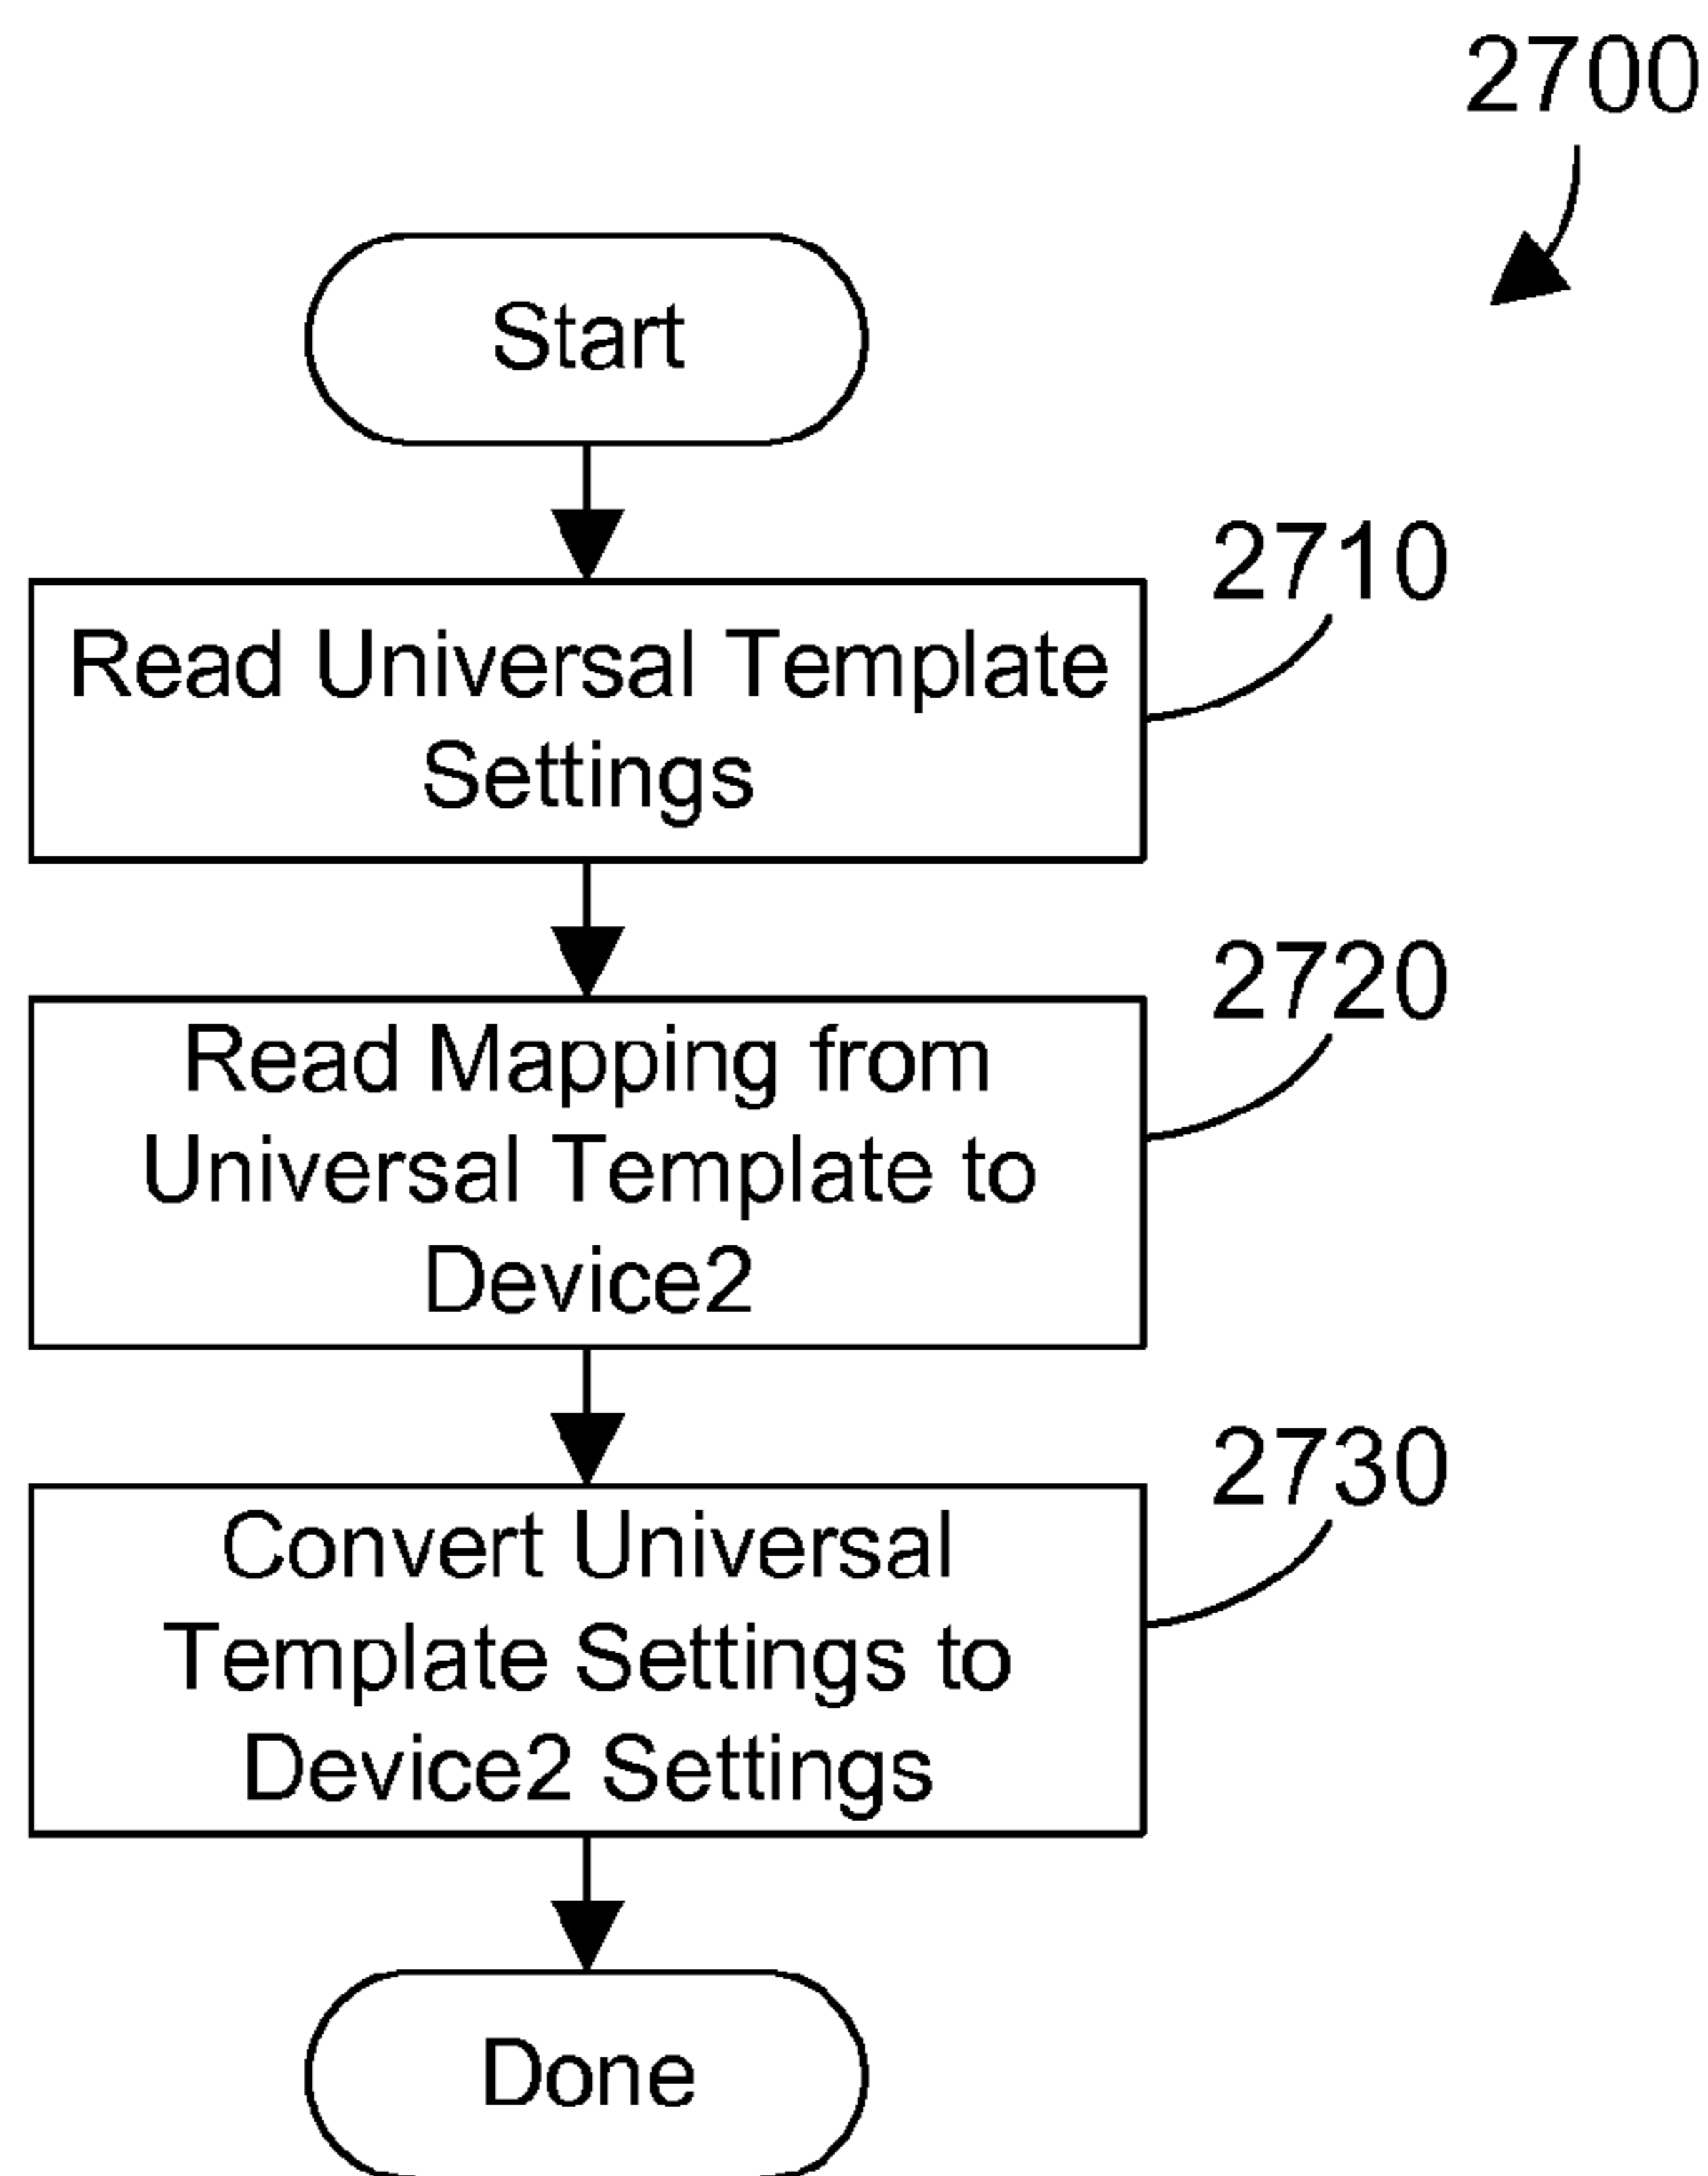 2700
Start
2710
Read Universal Template
Settings
2720
Read Mapping from
Universal Template to
Device2
2730
Convert Universal
Template Settings to
Device2 Settings
Done